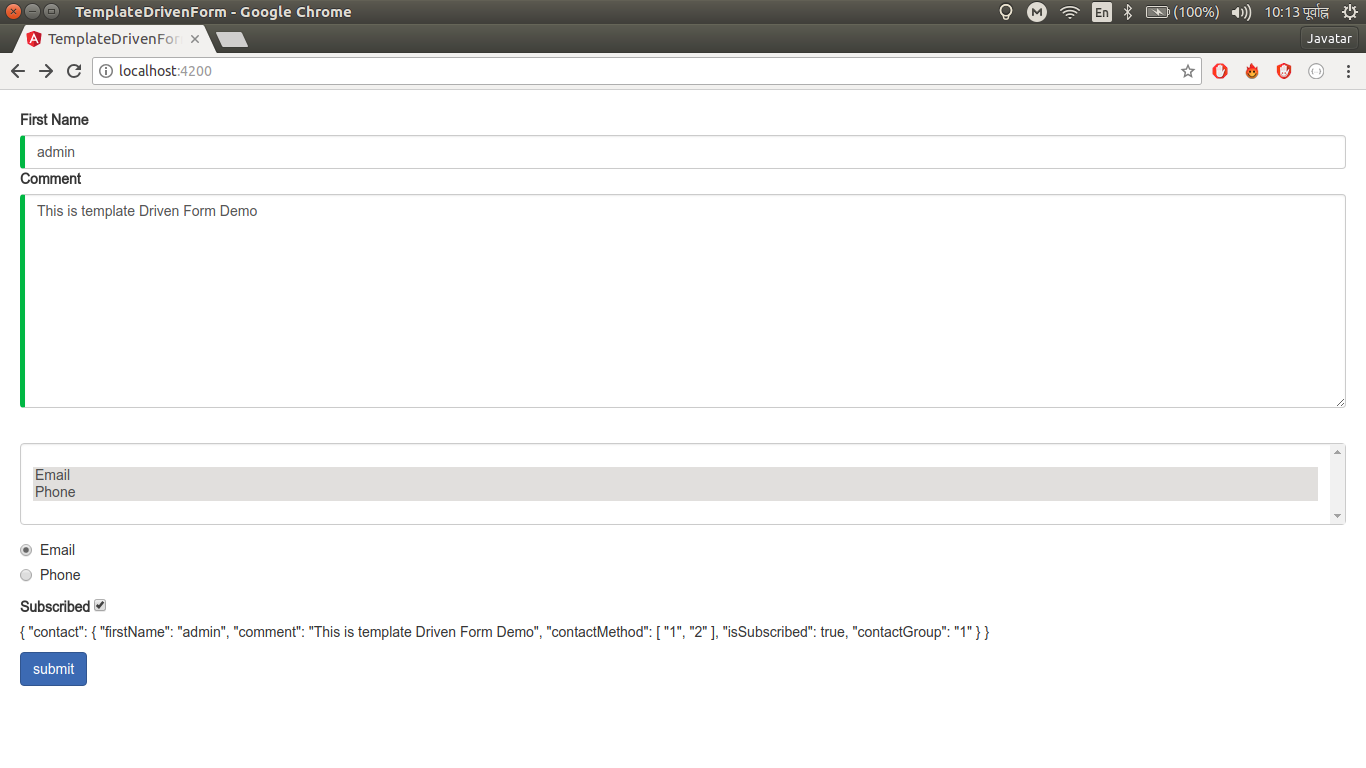 TemplateDrivenForm - Google Chrome
M
En
(100%)
10:13 पूर्वाह्न
TemplateDrivenFor
Javatar
localhost:4200
First Name
admin
Comment
This is template Driven Form Demo
Email
Phone
Email
Phone
Subscribed
{ "contact": { "firstName": "admin", "comment": "This is template Driven Form Demo", "contactMethod": [ "1", "2" ], "isSubscribed": true, "contactGroup": "1" } }
submit